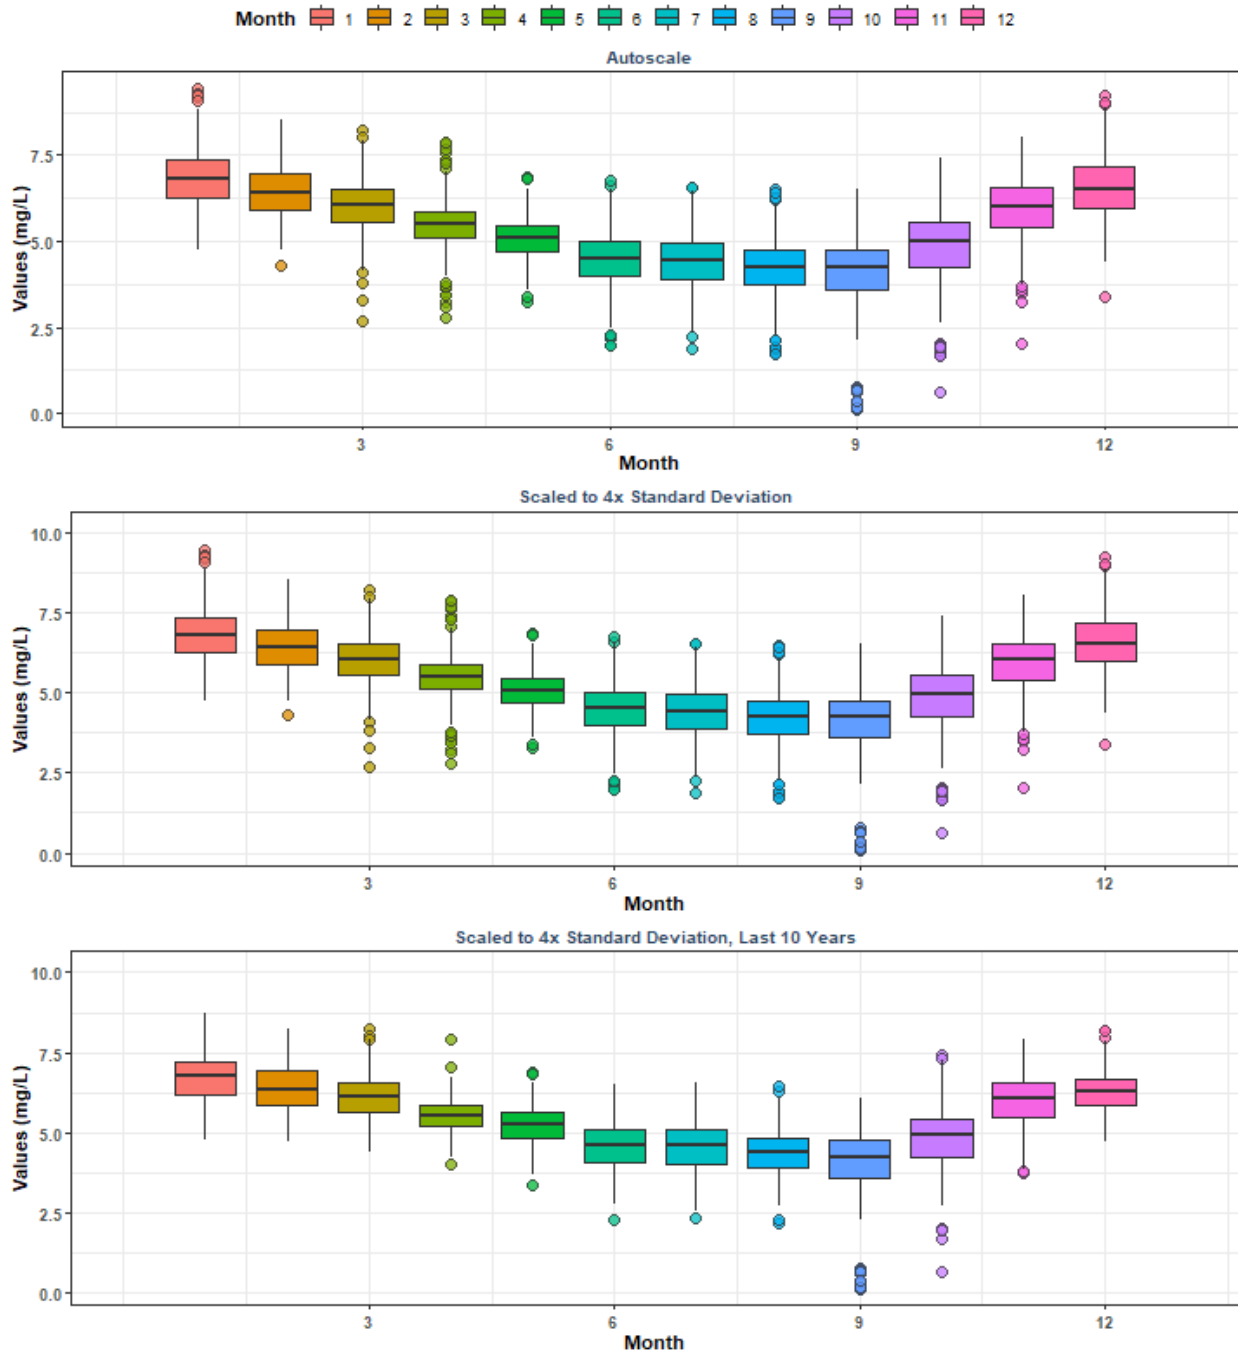 Month 1 2 3 4 5 6 7 8 9 10 11 12
Autoscale
Values (mg/L)
7.5
5.0
2.5
0.0
3 6 9 12
Month
Scaled to 4x Standard Deviation
Values (mg/L)
10.0
7.5
5.0
2.5
0.0
3 6 9 12
Month
Scaled to 4x Standard Deviation, Last 10 Years
Values (mg/L)
10.0
7.5
5.0
2.5
0.0
3 6 9 12
Month